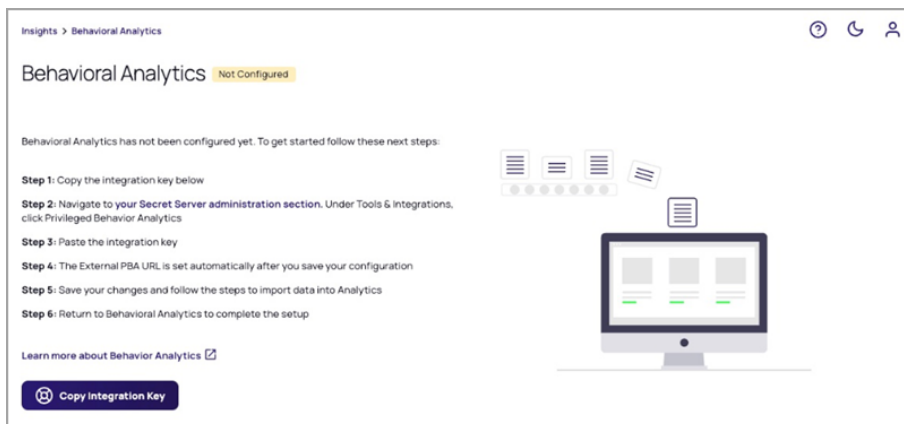 Insights > Behavioral Analytics
Behavioral Analytics Not Configured
Behavioral Analytics has not been configured yet. To get started follow these next steps:
Step 1: Copy the integration key below
Step 2: Navigate to your Secret Server administration section. Under Tools & Integrations,
click Privileged Behavior Analytics
Step 3: Paste the integration key
Step 4: The External PBA URL is set automatically after you save your configuration
Step 5: Save your changes and follow the steps to import data into Analytics
Step 6: Return to Behavioral Analytics to complete the setup
Learn more about Behavior Analytics
Copy Integration Key